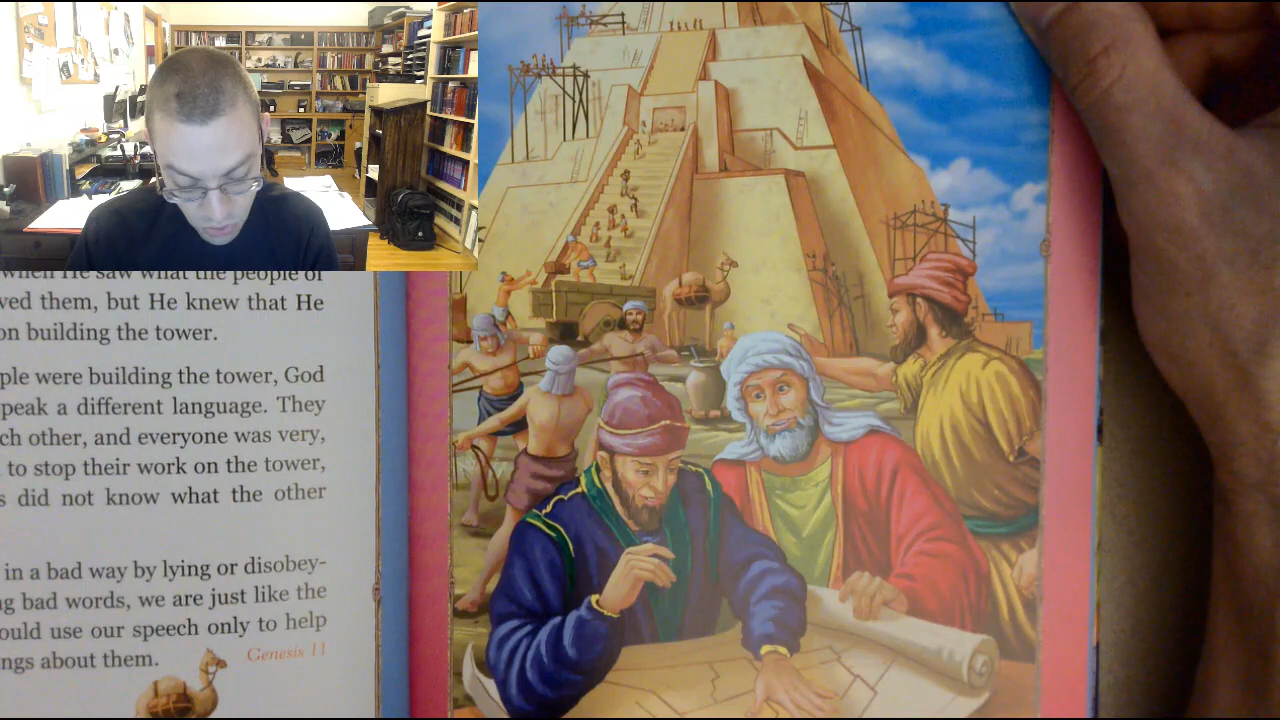 when He saw what the people of
ved them, but He knew that He
on building the tower.
ple were building the tower, God
peak a different language. They
ch other, and everyone was very,
to stop their work on the tower,
s did not know what the other
in a bad way by lying or disobey-
g bad words, we are just like the
ould use our speech only to help
ngs about them.
Genesis 11